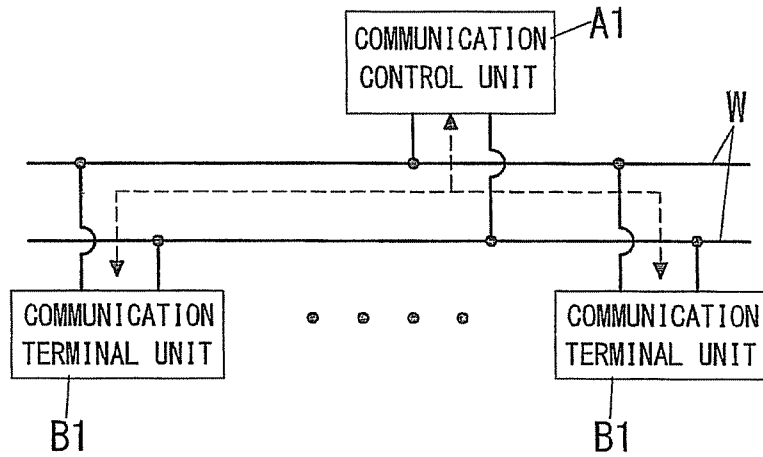 COMMUNICATION
CONTROL UNIT
A1
W
COMMUNICATION
TERMINAL UNIT
B1
COMMUNICATION
TERMINAL UNIT
B1